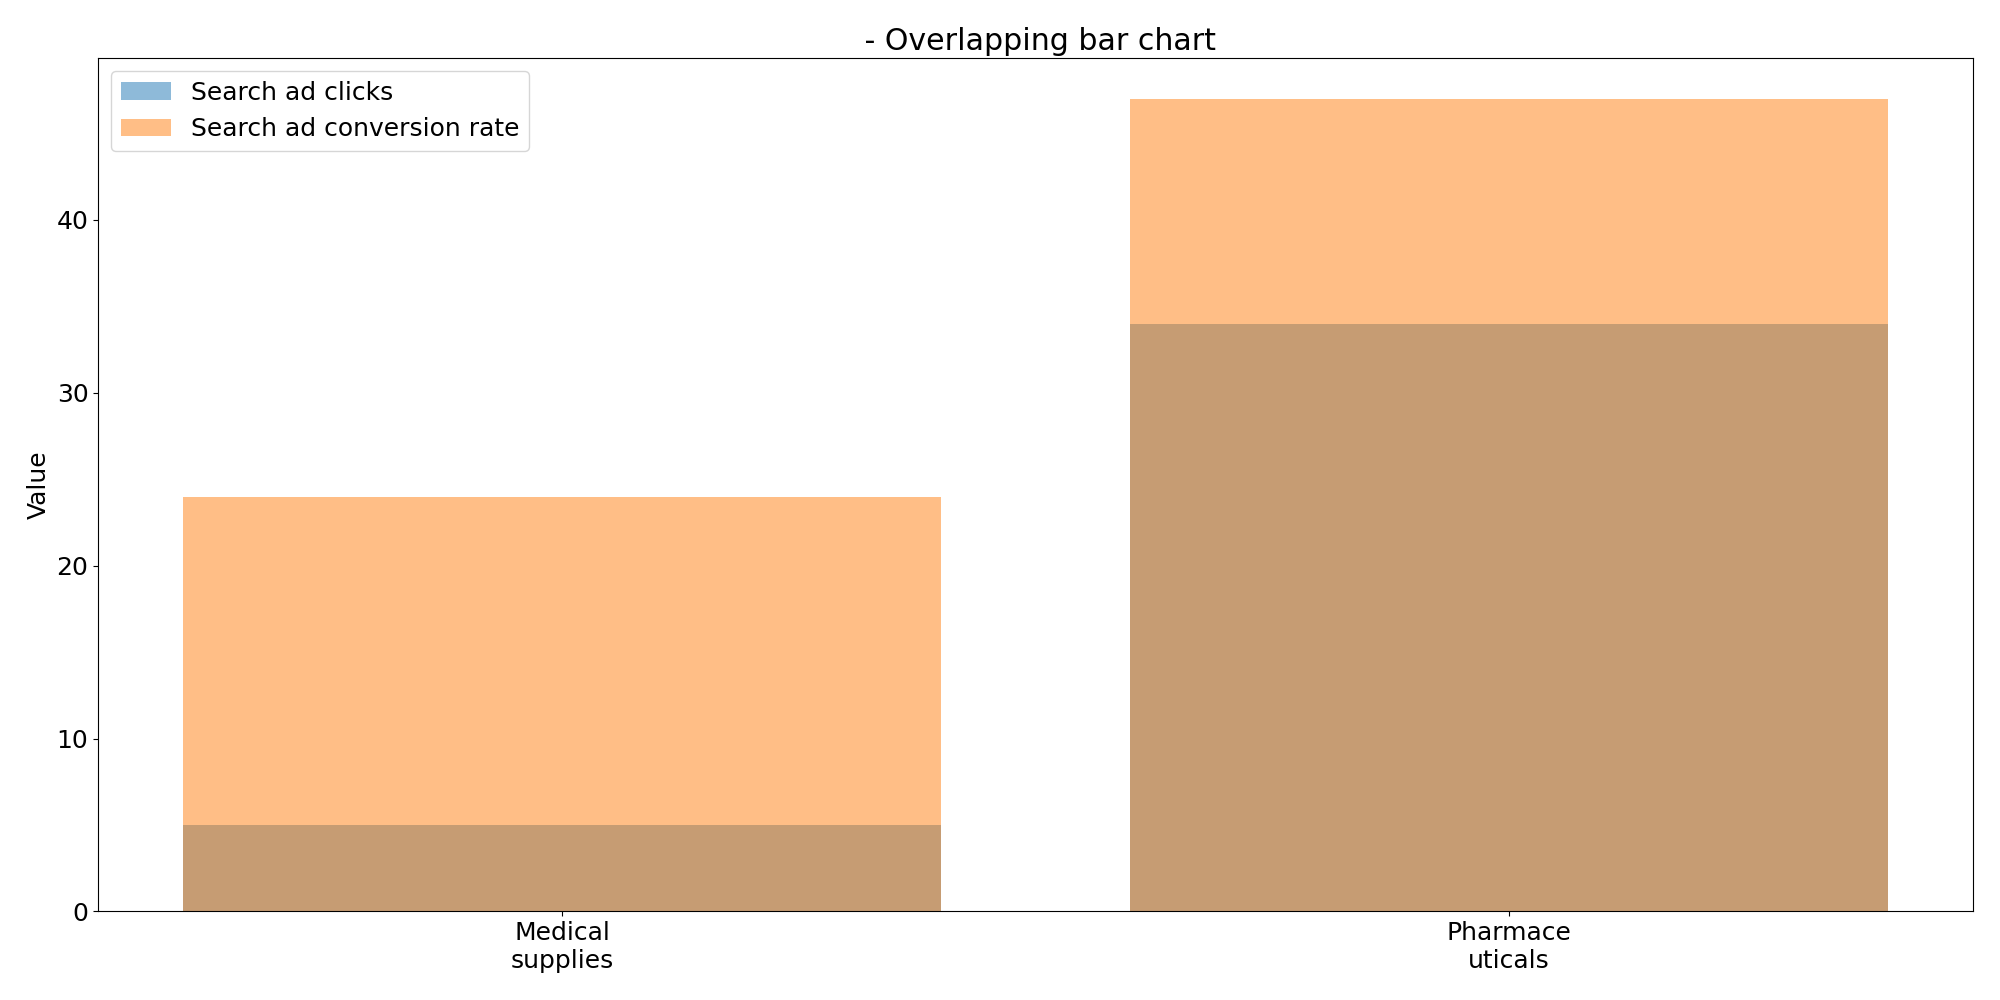 - Overlapping bar chart
Search ad clicks
Search ad conversion rate
Value
40
30
20
10
0
Medical
supplies
Pharmace
uticals